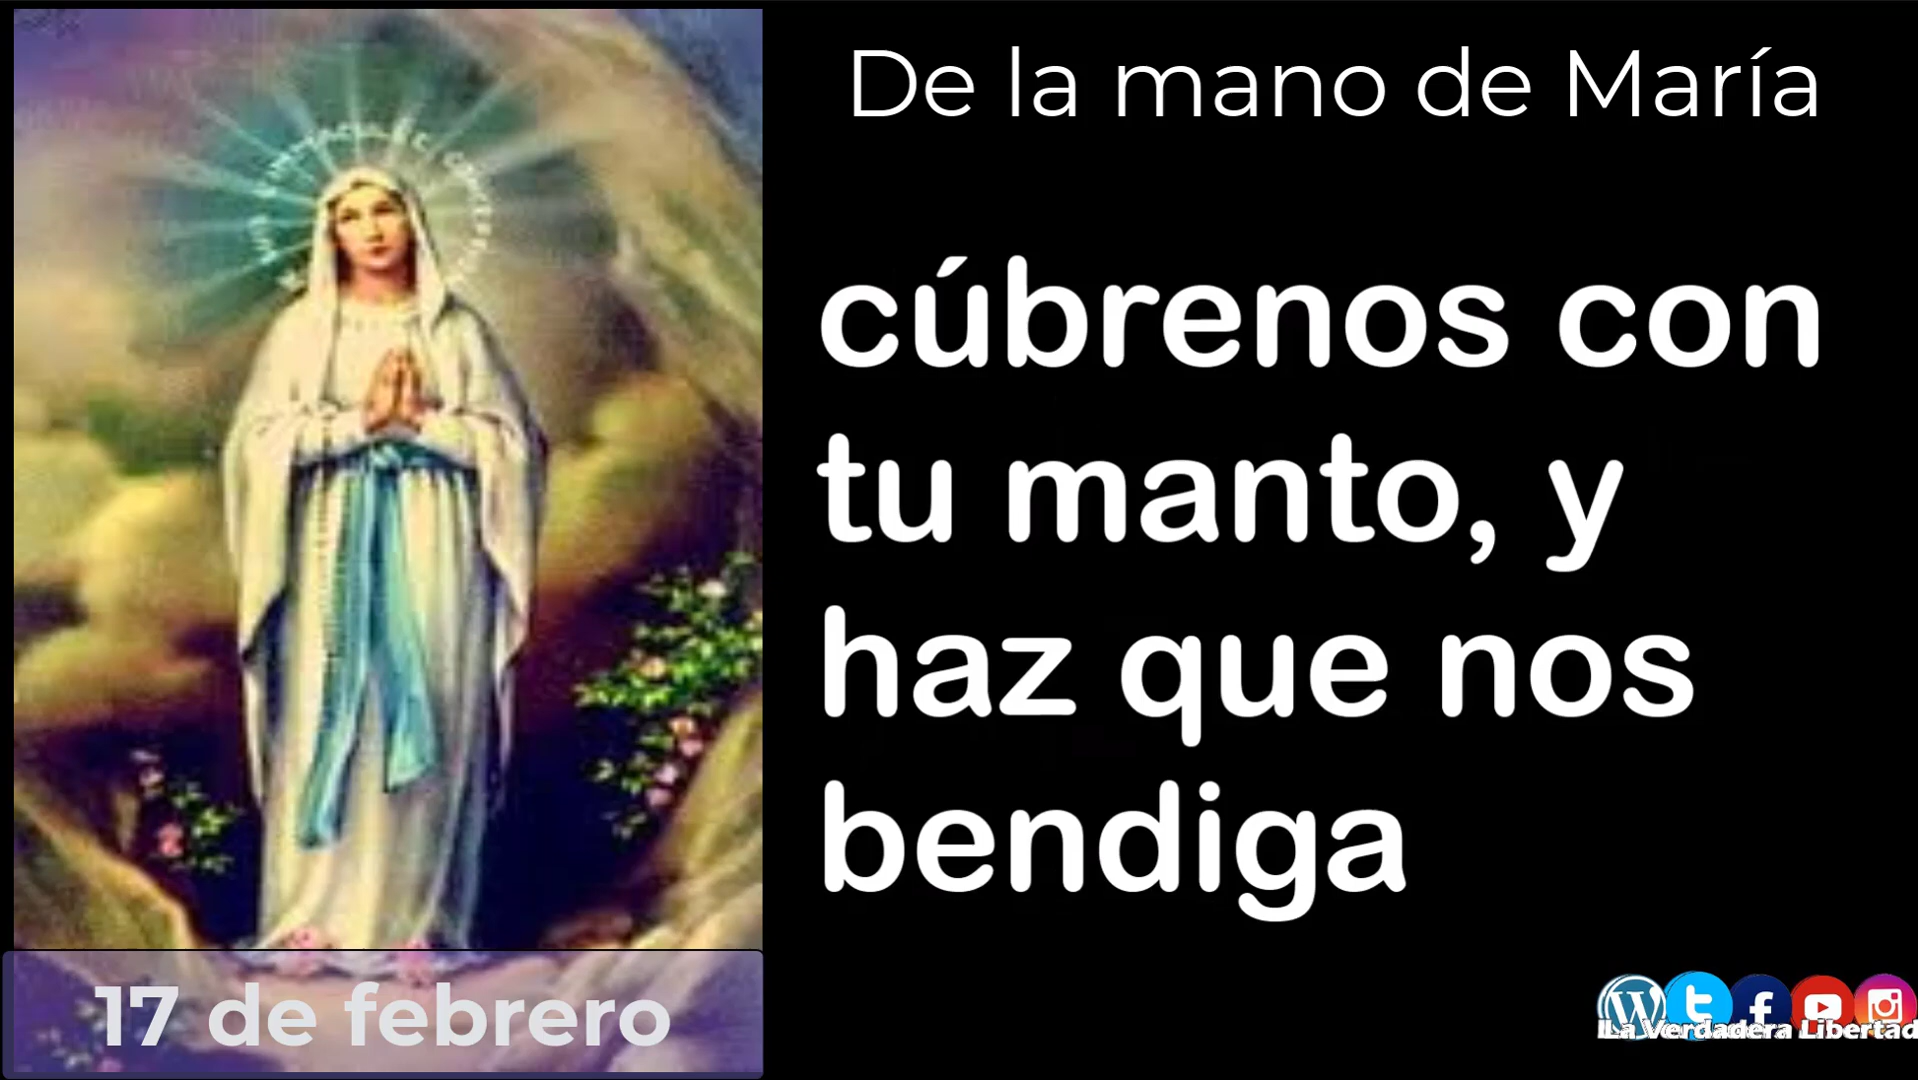 De la mano de María
cúbrenos con
tu manto, y
haz que nos
bendiga
17 de febrero
La Verdadera Libertad